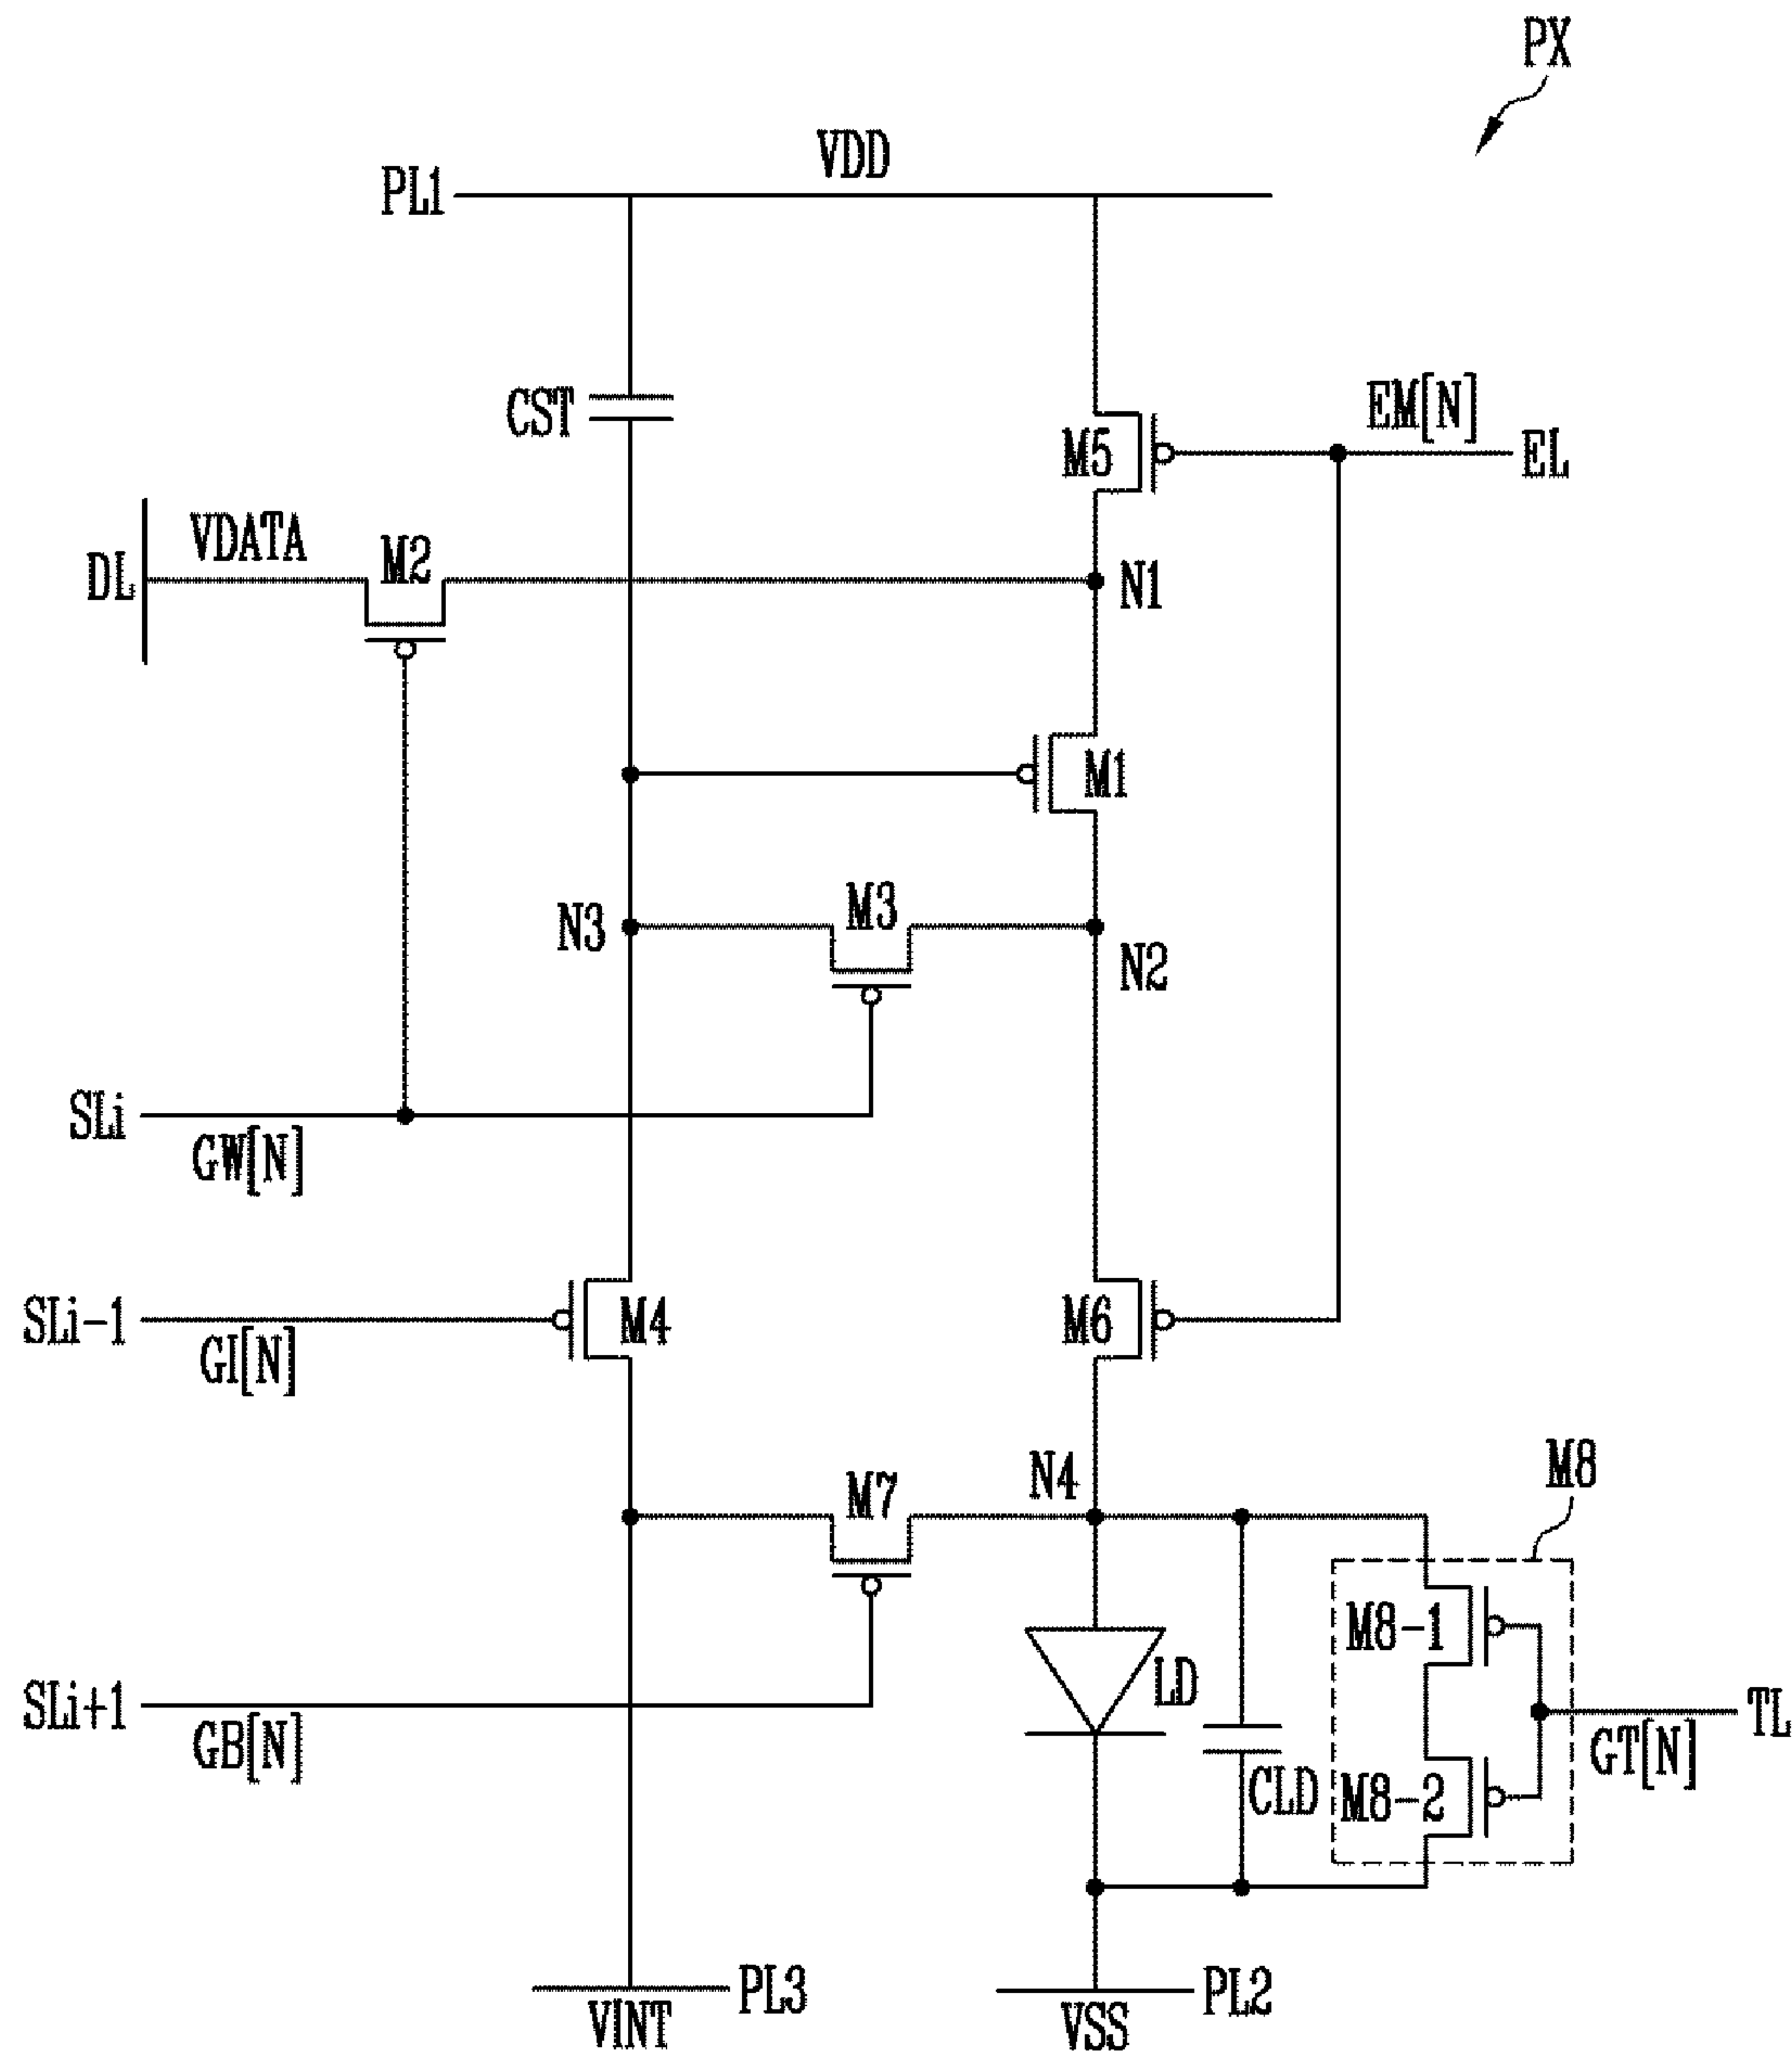 PX
VDD
PL1
CST
EM[N]
M5
EL
VDATA
M2
DL
N1
M1
M3
N3
N2
SLi
GW[N]
SLi-1
M4
M6
GI[N]
M8
N4
M7
M8-1
LD
SLi+1
TL
GB[N]
GT[N]
CLD
M8-2
PL3
PL2
VINT
VSS